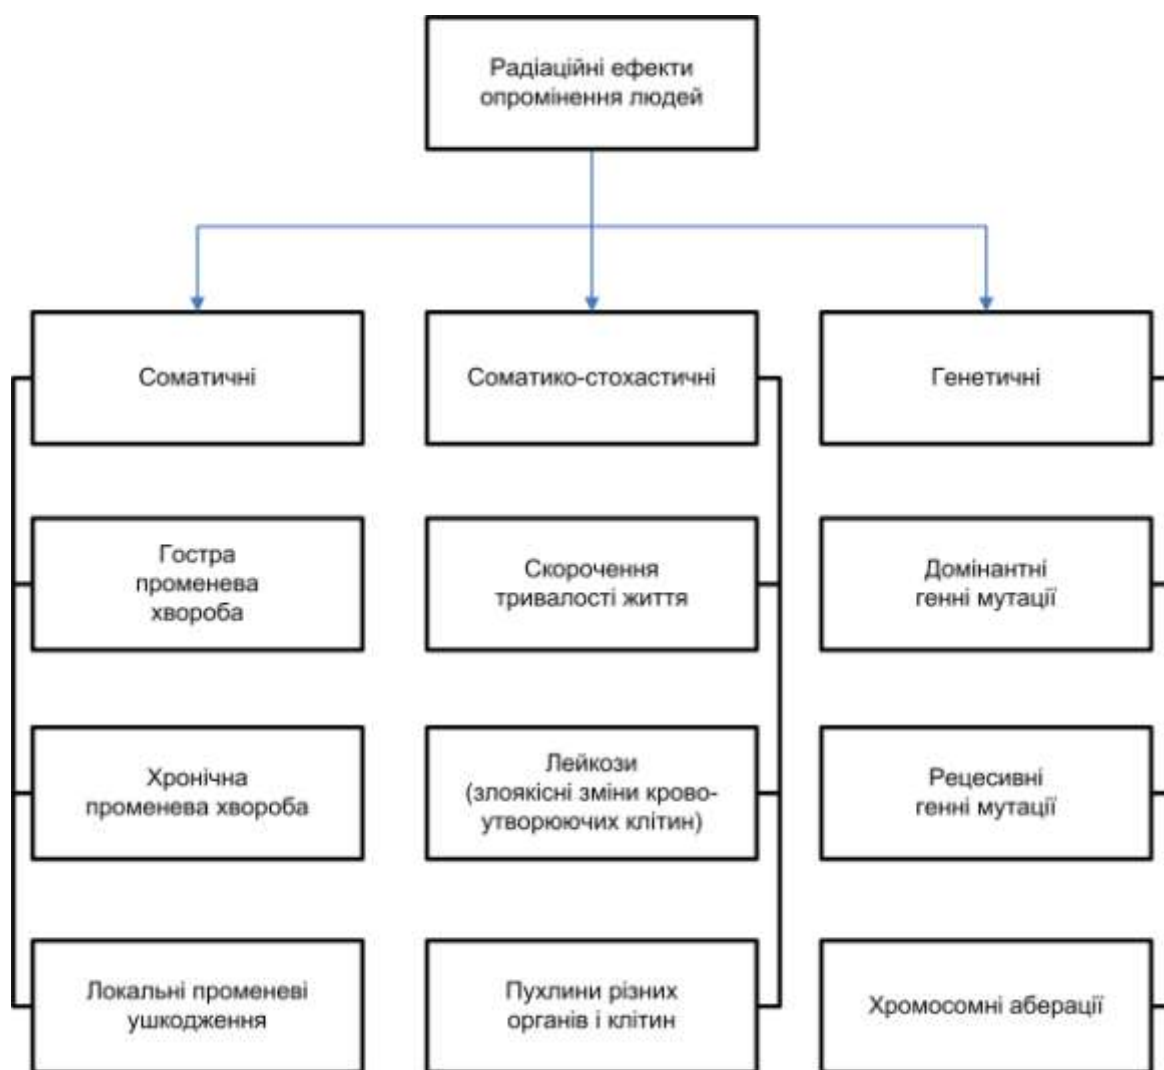 Радіаційні ефекти
опромінення людей
Соматичні
Соматико-стохастичні
Генетичні
Гостра
променева
хвороба
Скорочення
тривалості життя
Домінантні
генні мутації
Хронічна
променева хвороба
Лейкози
(злоякісні зміни крово-
утворюючих клітин)
Рецесивні
генні мутації
Локальні променеві
ушкодження
Пухлини різних
органів і клітин
Хромосомні аберації